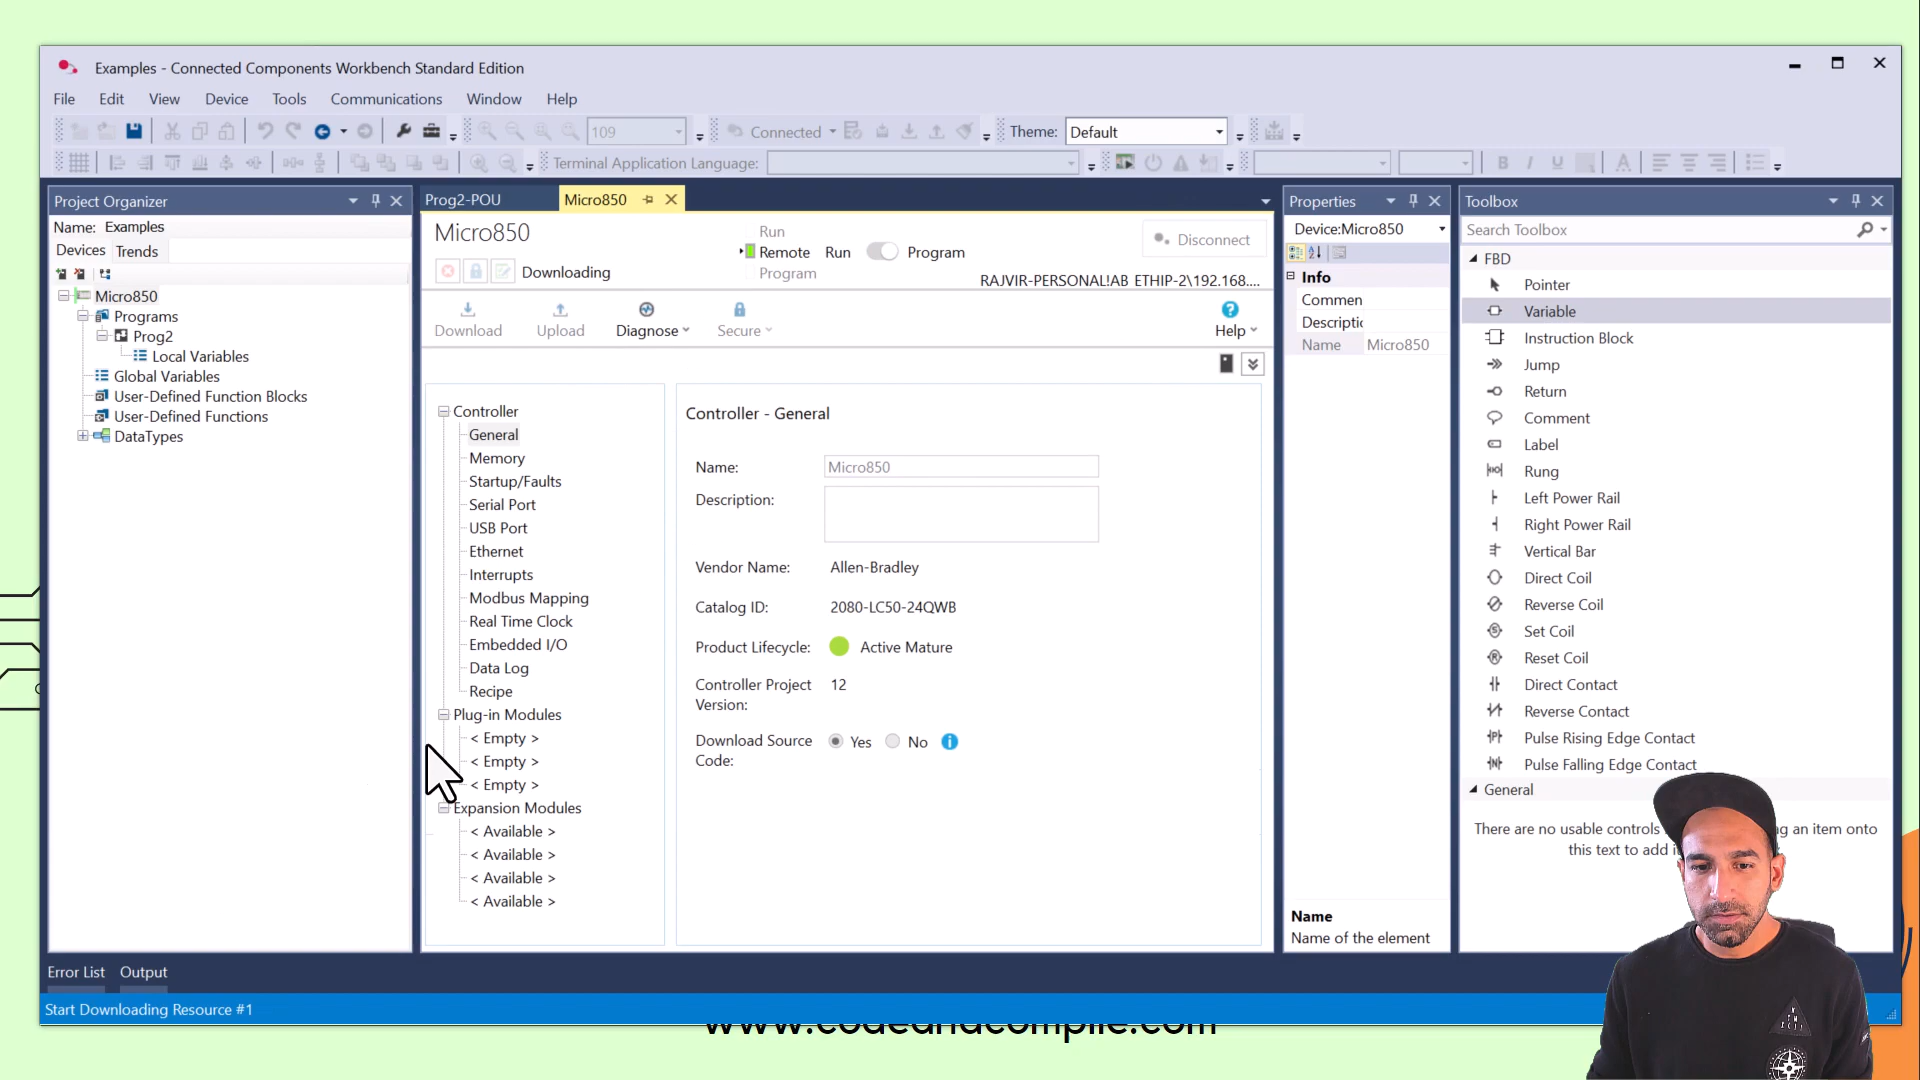 Examples - Connected Components Workbench Standard Edition
File Edit View Device Tools Communications Window Help
109 Connected Theme: Default
Terminal Application Language: B I U A
Project Organizer
Name: Examples
Devices Trends
Micro850
Programs
Prog2
Local Variables
Global Variables
User-Defined Function Blocks
User-Defined Functions
DataTypes
Prog2-POU Micro850
Micro850
Run
Remote Run Program
Program
Downloading
Disconnect
RAJVIR-PERSONAL!AB_ETHIP-2\192.168....
Download Upload Diagnose Secure Help
Controller
General
Memory
Startup/Faults
Serial Port
USB Port
Ethernet
Interrupts
Modbus Mapping
Real Time Clock
Embedded I/O
Data Log
Recipe
Plug-in Modules
< Empty >
< Empty >
< Empty >
Expansion Modules
< Available >
< Available >
< Available >
< Available >
Controller - General
Name: Micro850
Description:
Vendor Name: Allen-Bradley
Catalog ID: 2080-LC50-24QWB
Product Lifecycle: Active Mature
Controller Project Version: 12
Download Source Code: Yes No
Properties
Device:Micro850
Info
Commen
Descriptic
Name Micro850
Name
Name of the element
Toolbox
Search Toolbox
FBD
Pointer
Variable
Instruction Block
Jump
Return
Comment
Label
Rung
Left Power Rail
Right Power Rail
Vertical Bar
Direct Coil
Reverse Coil
Set Coil
Reset Coil
Direct Contact
Reverse Contact
Pulse Rising Edge Contact
Pulse Falling Edge Contact
General
There are no usable controls g an item onto
this text to add i
Error List Output
Start Downloading Resource #1
www.codeandcompile.com